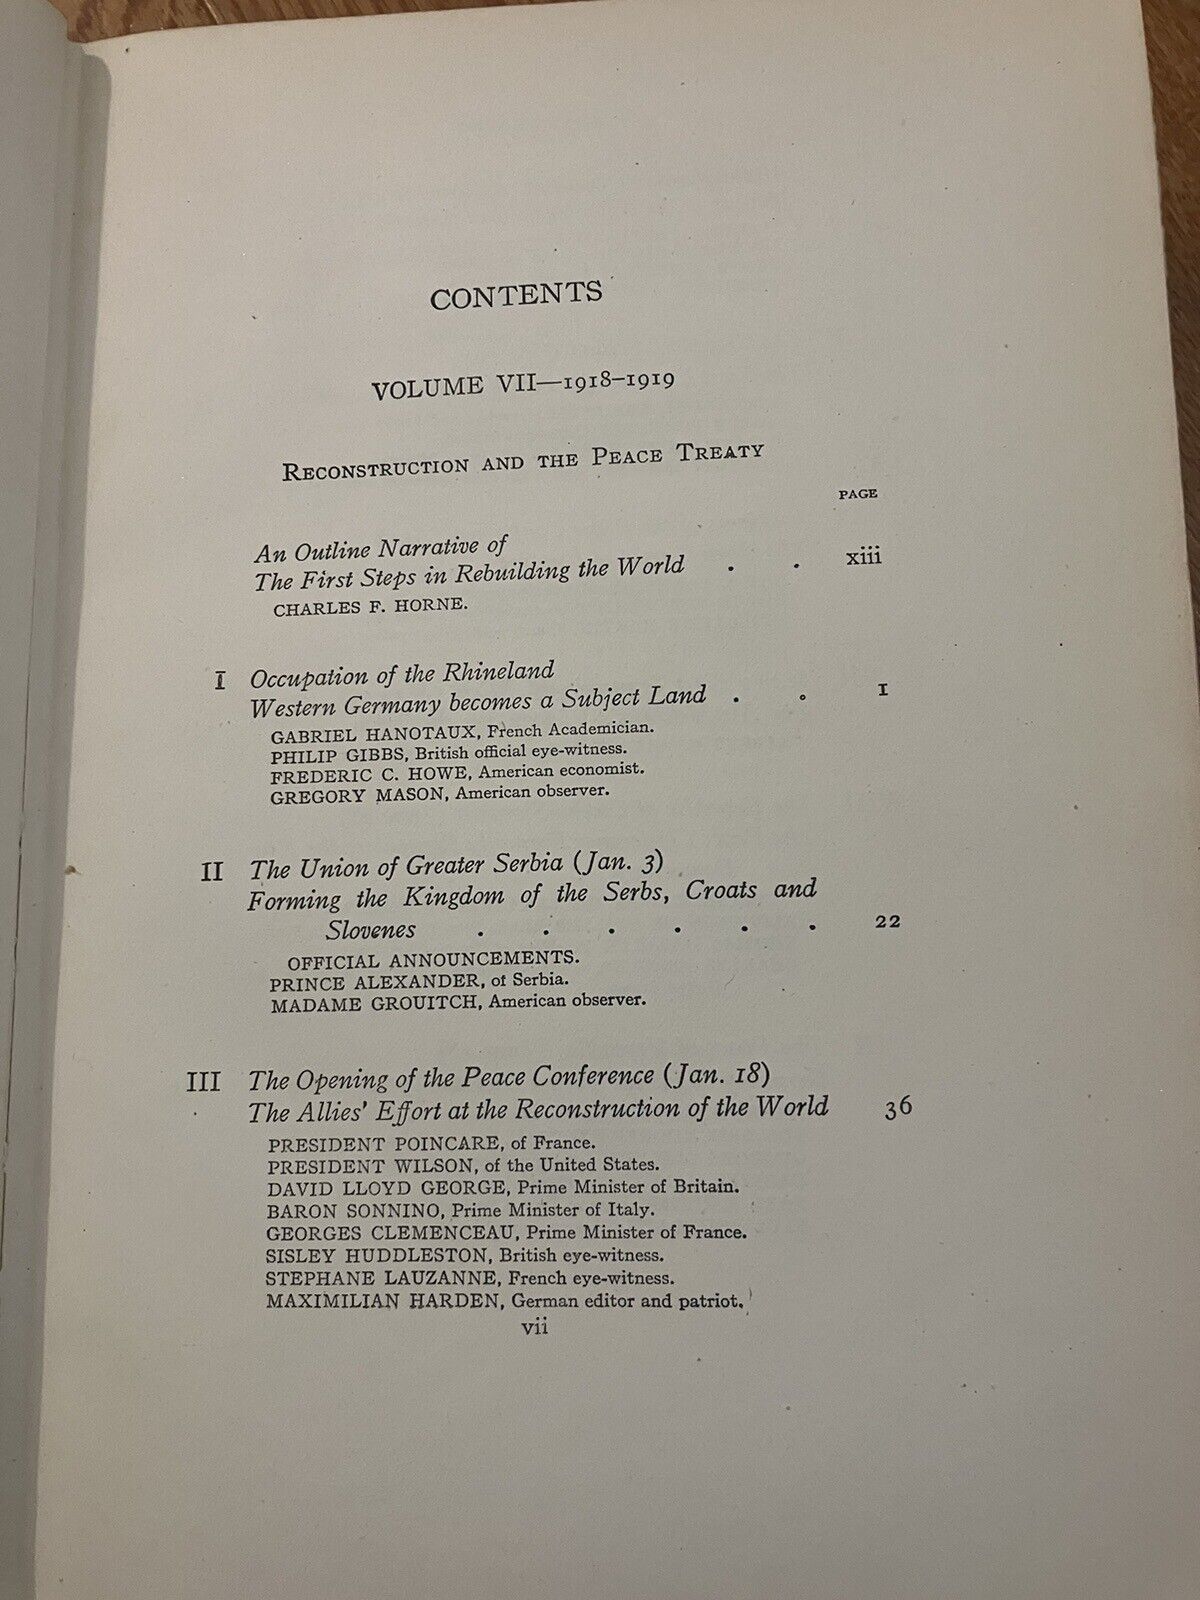 CONTENTS
VOLUME VII—1918–1919
RECONSTRUCTION AND THE PEACE TREATY
PAGE
An Outline Narrative of
The First Steps in Rebuilding the World . . xiii
CHARLES F. HORNE.
I Occupation of the Rhineland
Western Germany becomes a Subject Land . . 1
GABRIEL HANOTAUX, French Academician.
PHILIP GIBBS, British official eye-witness.
FREDERIC C. HOWE, American economist.
GREGORY MASON, American observer.
II The Union of Greater Serbia (Jan. 3)
Forming the Kingdom of the Serbs, Croats and
Slovenes . . . . . . 22
OFFICIAL ANNOUNCEMENTS.
PRINCE ALEXANDER, of Serbia.
MADAME GROUITCH, American observer.
III The Opening of the Peace Conference (Jan. 18)
The Allies' Effort at the Reconstruction of the World 36
PRESIDENT POINCARE, of France.
PRESIDENT WILSON, of the United States.
DAVID LLOYD GEORGE, Prime Minister of Britain.
BARON SONNINO, Prime Minister of Italy.
GEORGES CLEMENCEAU, Prime Minister of France.
SISLEY HUDDLESTON, British eye-witness.
STEPHANE LAUZANNE, French eye-witness.
MAXIMILIAN HARDEN, German editor and patriot.
vii